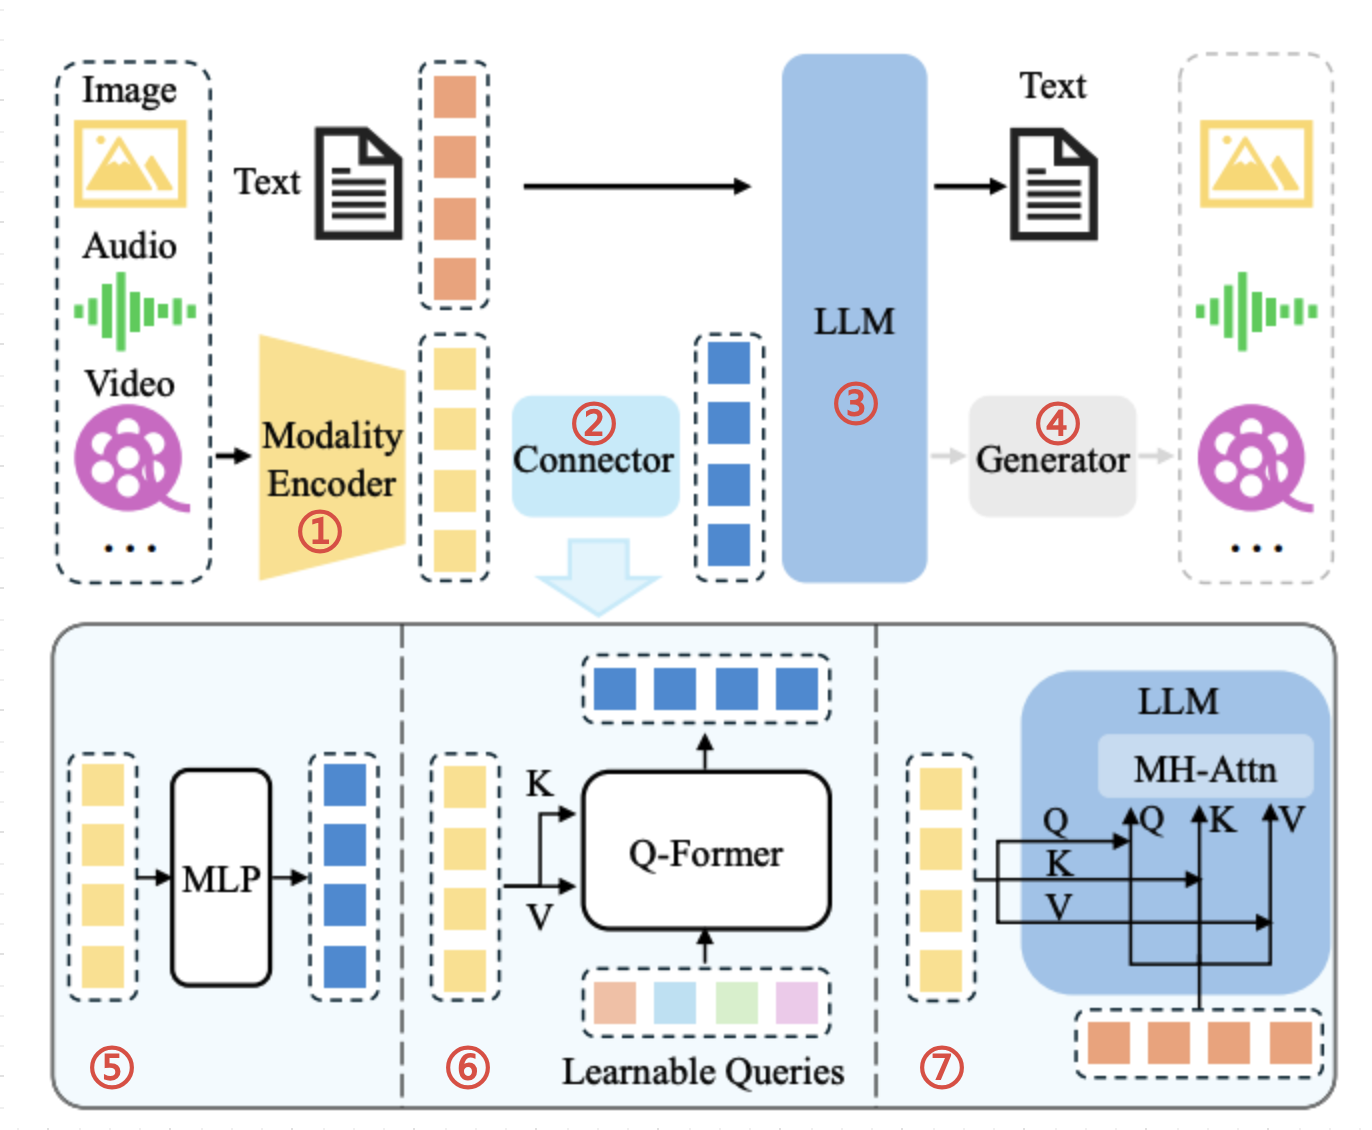 Image
Text
Text
Audio
Video
...
Modality
Encoder
①
②
Connector
LLM
③
④
Generator
...
MLP
⑤
K
V
Q-Former
Learnable Queries
⑥
LLM
MH-Attn
Q
K
V
Q
K
V
⑦